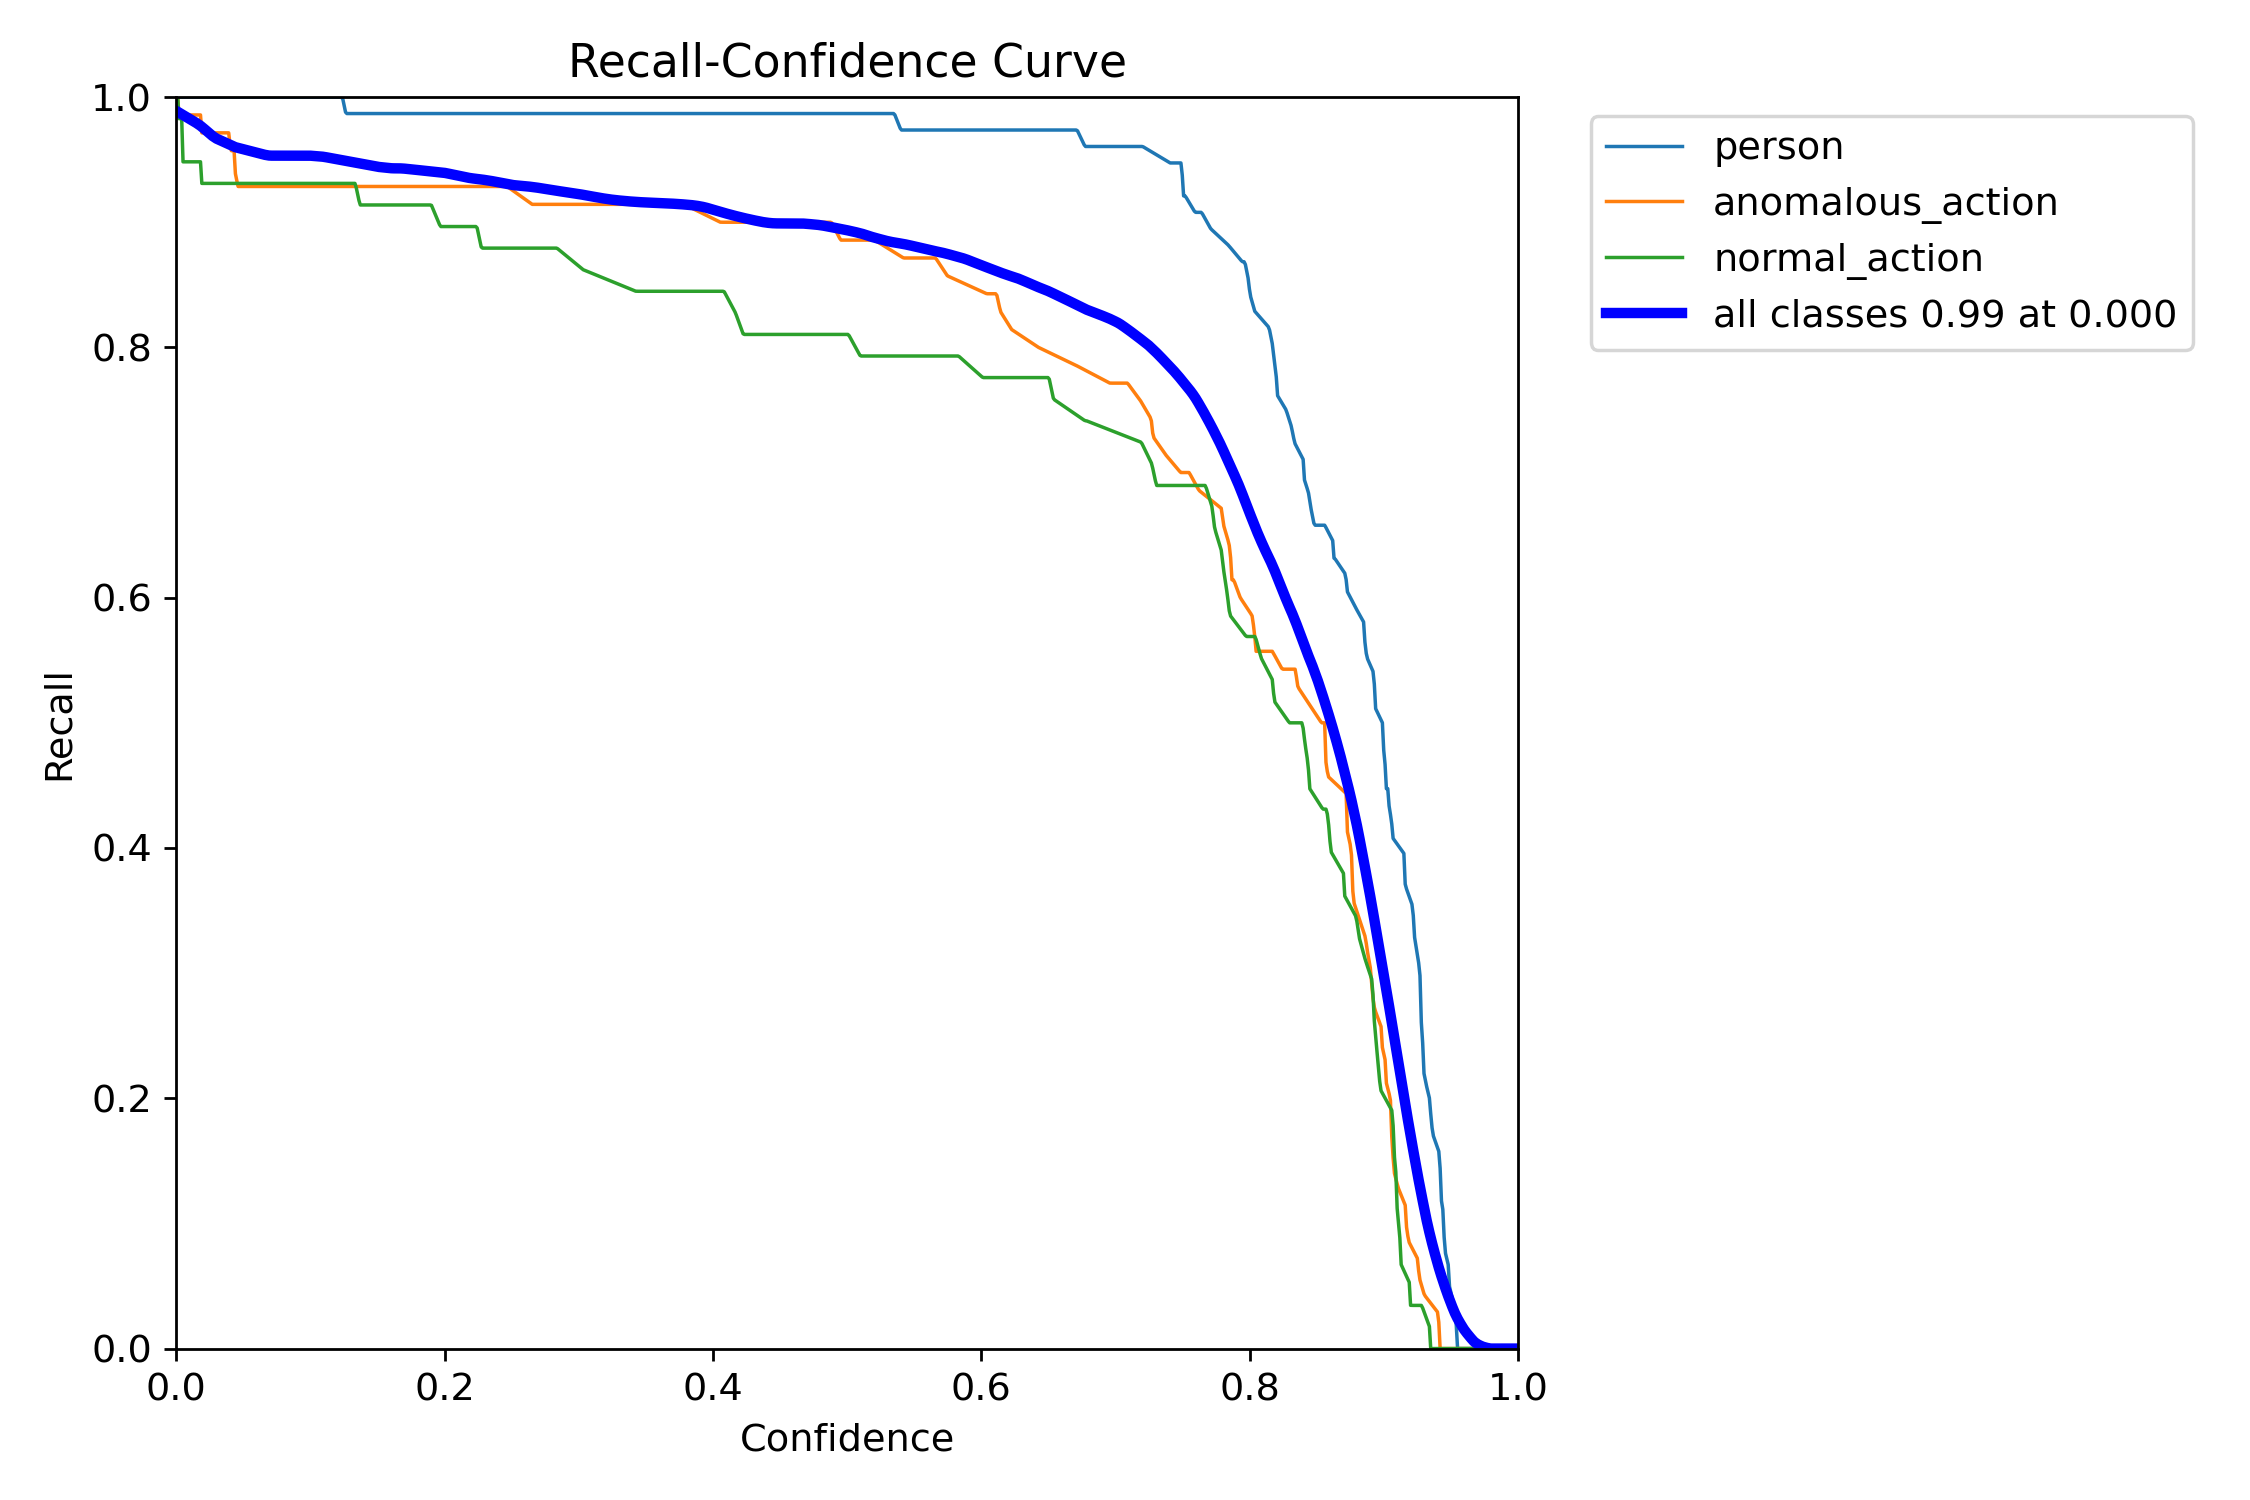 Recall-Confidence Curve
1.0
0.8
0.6
0.4
0.2
0.0
Recall
0.0 0.2 0.4 0.6 0.8 1.0
Confidence
person
anomalous_action
normal_action
all classes 0.99 at 0.000